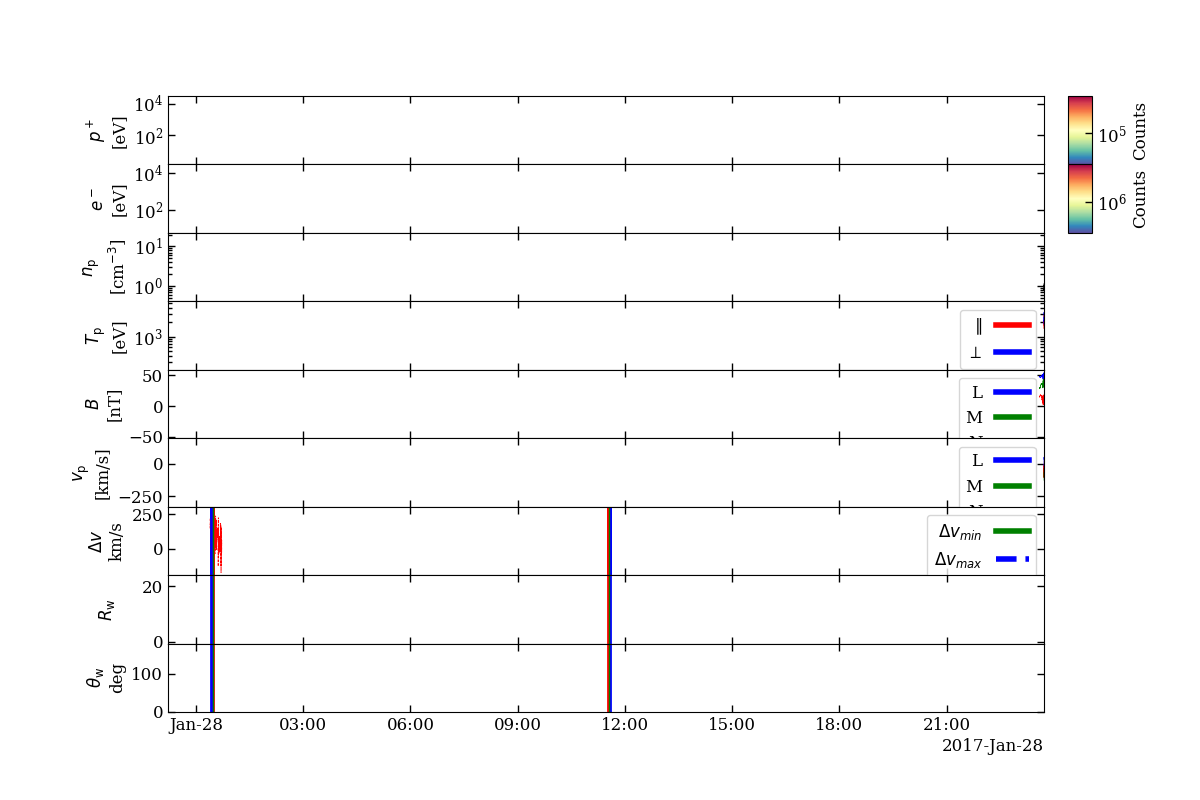 10^4
10^2
p^+
[eV]
10^5
Counts
10^4
10^2
e^−
[eV]
10^6
Counts
10^1
10^0
n_p
[cm^−3]
10^3
T_p
[eV]
∥
⊥
50
0
−50
B
[nT]
L
M
0
−250
v_p
[km/s]
L
M
250
0
Δv
km/s
Δv_min
Δv_max
20
0
R_w
100
0
θ_w
deg
Jan-28 03:00 06:00 09:00 12:00 15:00 18:00 21:00
2017-Jan-28